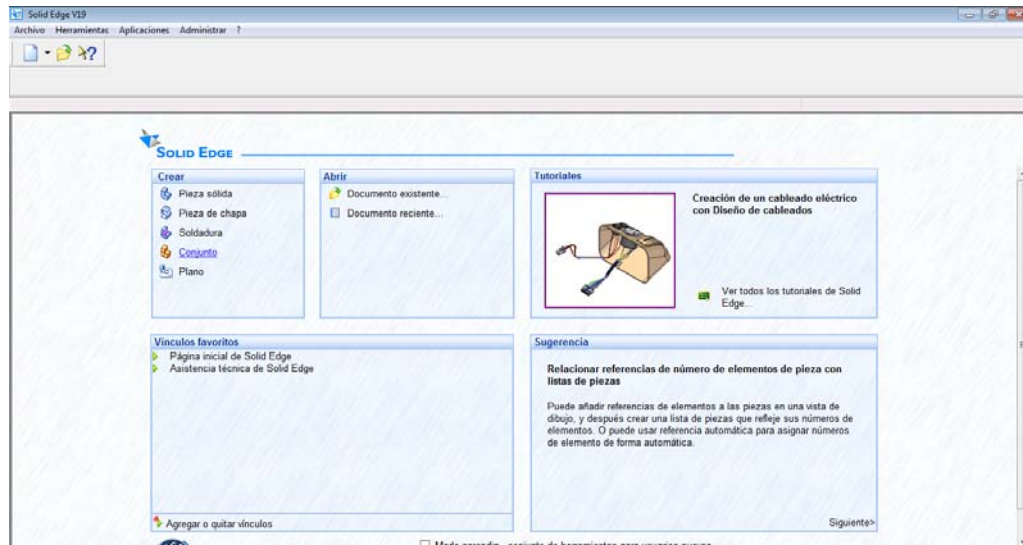 Solid Edge V19
Archivo Herramientas Aplicaciones Administrar ?
SOLID EDGE
Crear
Pieza sólida
Pieza de chapa
Soldadura
Conjunto
Plano
Abrir
Documento existente...
Documento reciente...
Tutoriales
Creación de un cableado eléctrico
con Diseño de cableados
Ver todos los tutoriales de Solid
Edge...
Vínculos favoritos
Página inicial de Solid Edge
Asistencia técnica de Solid Edge
Agregar o quitar vínculos
Sugerencia
Relacionar referencias de número de elementos de pieza con
listas de piezas
Puede añadir referencias de elementos a las piezas en una vista de
dibujo, y después crear una lista de piezas que refleje sus números de
elementos. O puede usar referencia automática para asignar números
de elemento de forma automática.
Siguiente>